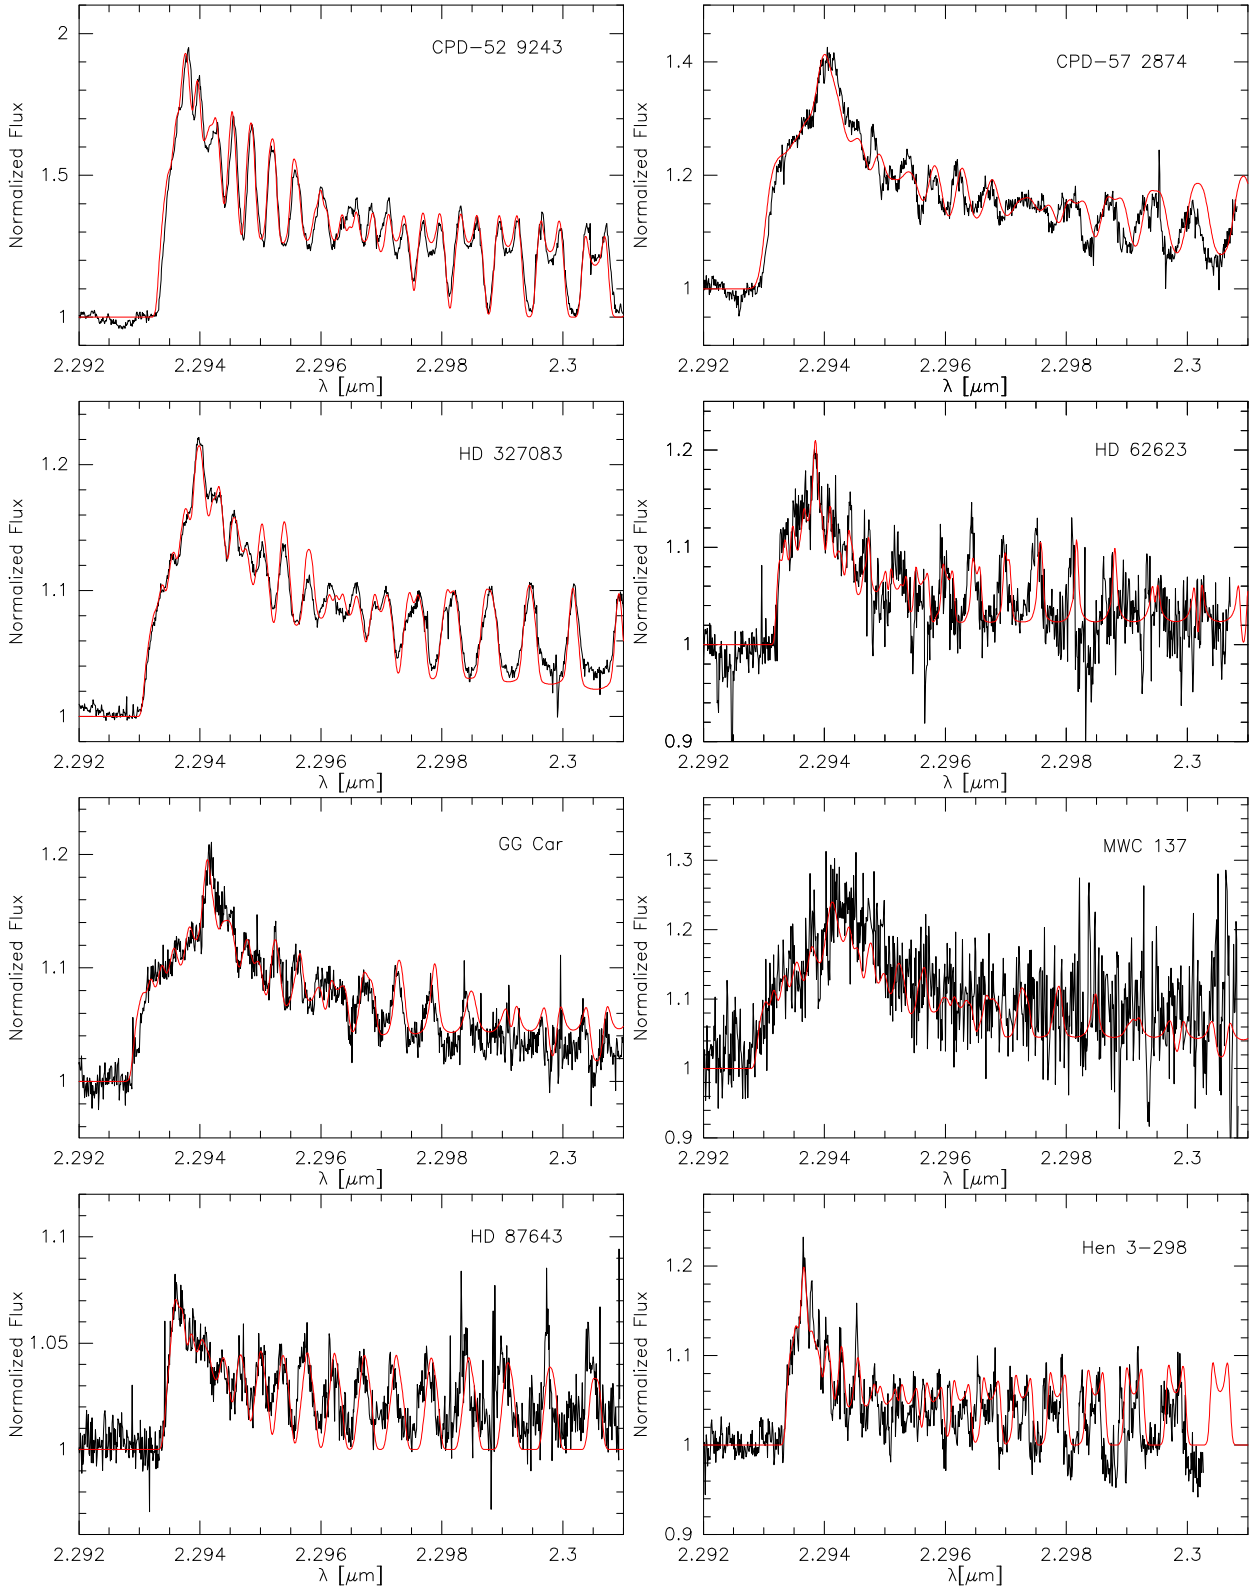 CPD-52 9243
Normalized Flux
2
1.5
1
2.292 2.294 2.296 2.298 2.3
λ [μm]
CPD-57 2874
Normalized Flux
1.4
1.2
1
2.292 2.294 2.296 2.298 2.3
λ [μm]
HD 327083
Normalized Flux
1.2
1.1
1
2.292 2.294 2.296 2.298 2.3
λ [μm]
HD 62623
Normalized Flux
1.2
1.1
1
0.9
2.292 2.294 2.296 2.298 2.3
λ [μm]
GG Car
Normalized Flux
1.2
1.1
1
2.292 2.294 2.296 2.298 2.3
λ [μm]
MWC 137
Normalized Flux
1.3
1.2
1.1
1
0.9
2.292 2.294 2.296 2.298 2.3
λ [μm]
HD 87643
Normalized Flux
1.1
1.05
1
2.292 2.294 2.296 2.298 2.3
λ [μm]
Hen 3-298
Normalized Flux
1.2
1.1
1
0.9
2.292 2.294 2.296 2.298 2.3
λ[μm]